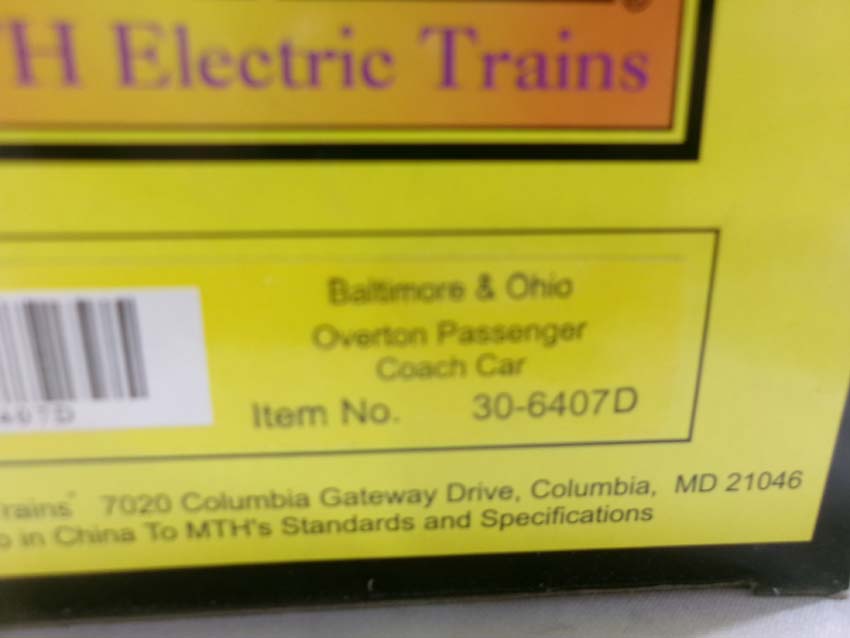 TH Electric Trains
Baltimore & Ohio
Overton Passenger
Coach Car
Item No. 30-6407D
407D
Trains 7020 Columbia Gateway Drive, Columbia, MD 21046
in China To MTH's Standards and Specifications